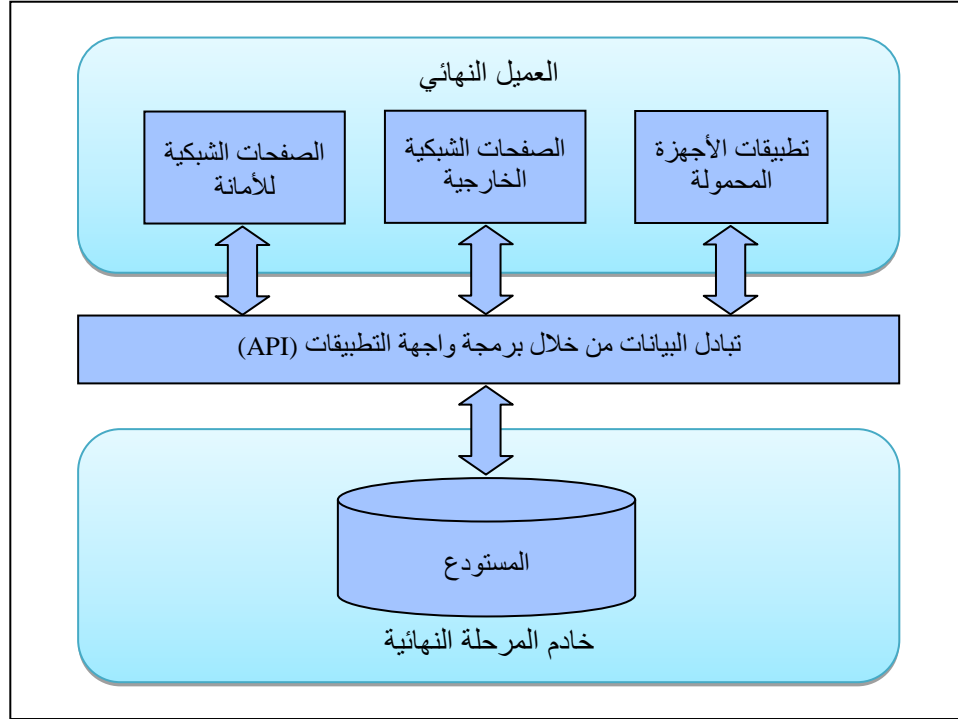 العميل النهائي
تطبيقات الأجهزة
المحمولة
الصفحات الشبكية
الخارجية
الصفحات الشبكية
للأمانة
تبادل البيانات من خلال برمجة واجهة التطبيقات (API)
المستودع
خادم المرحلة النهائية